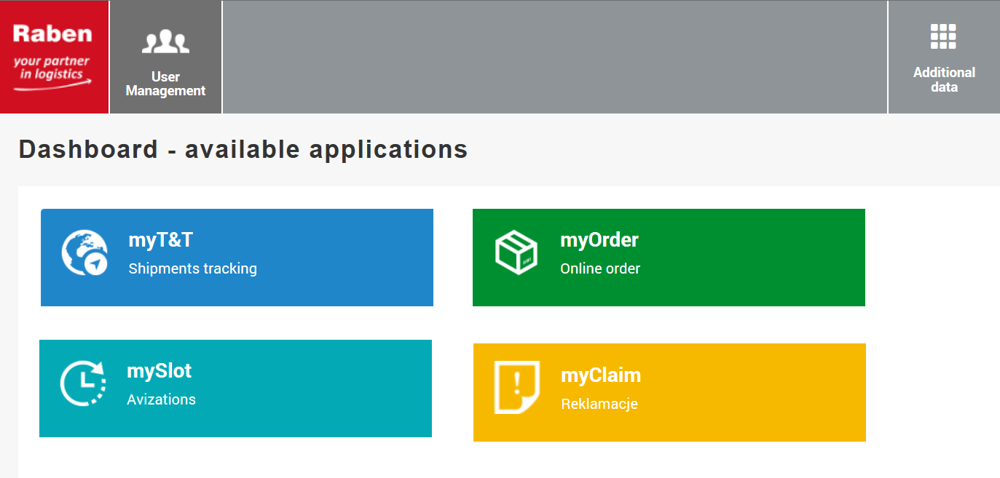 Raben
your partner
in logistics
User
Management
Additional
data
Dashboard - available applications
myT&T
Shipments tracking
myOrder
Online order
mySlot
Avizations
myClaim
Reklamacje